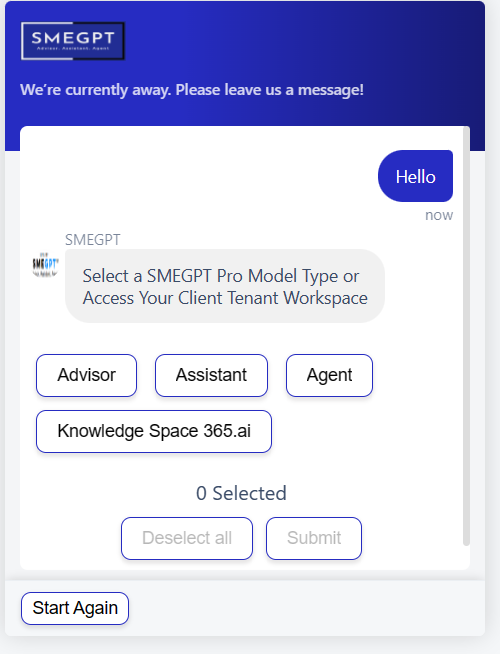 SMEGPT
Advisor. Assistant. Agent
We're currently away. Please leave us a message!
Hello
now
SMEGPT
SMEGPT
Select a SMEGPT Pro Model Type or
Access Your Client Tenant Workspace
Advisor Assistant Agent
Knowledge Space 365.ai
0 Selected
Deselect all Submit
Start Again